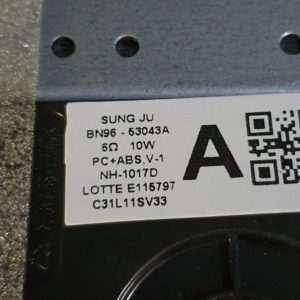 SUNG JU
BN96 - 53043A
6Ω 10W
PC+ABS,V-1
NH-1017D
LOTTE E115797
C31L11SV33
A